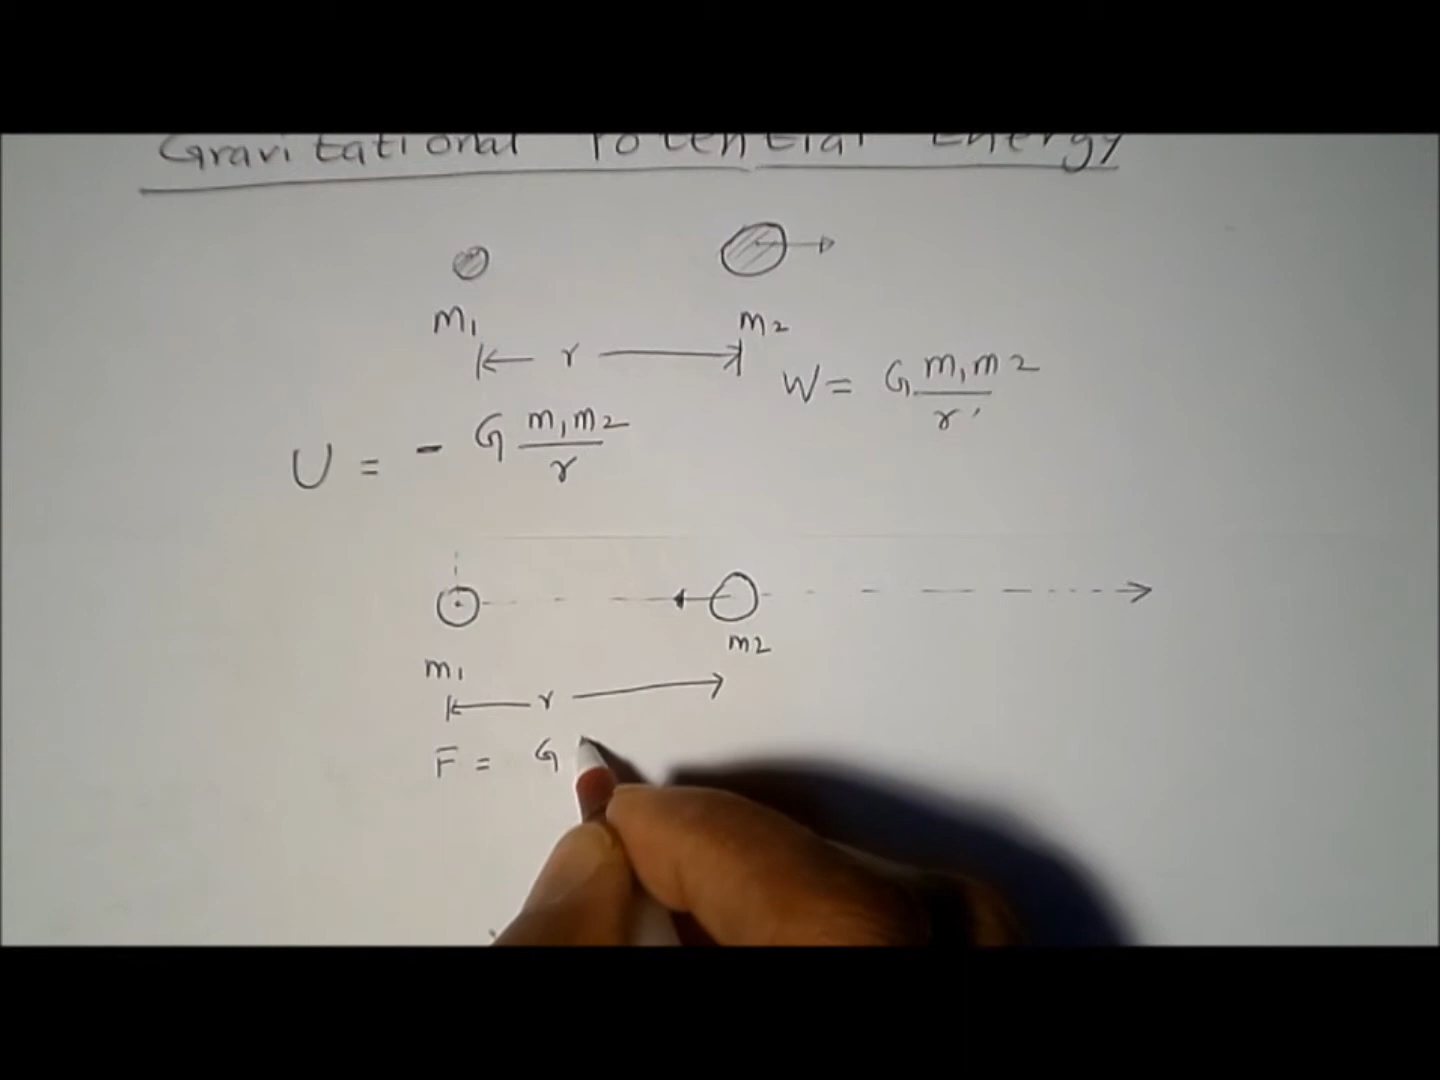 Gravitational Potential Energy
m₁ m₂
r
W = G m₁m₂ / r
U = - G m₁m₂ / r
m₂
m₁
r
F = G